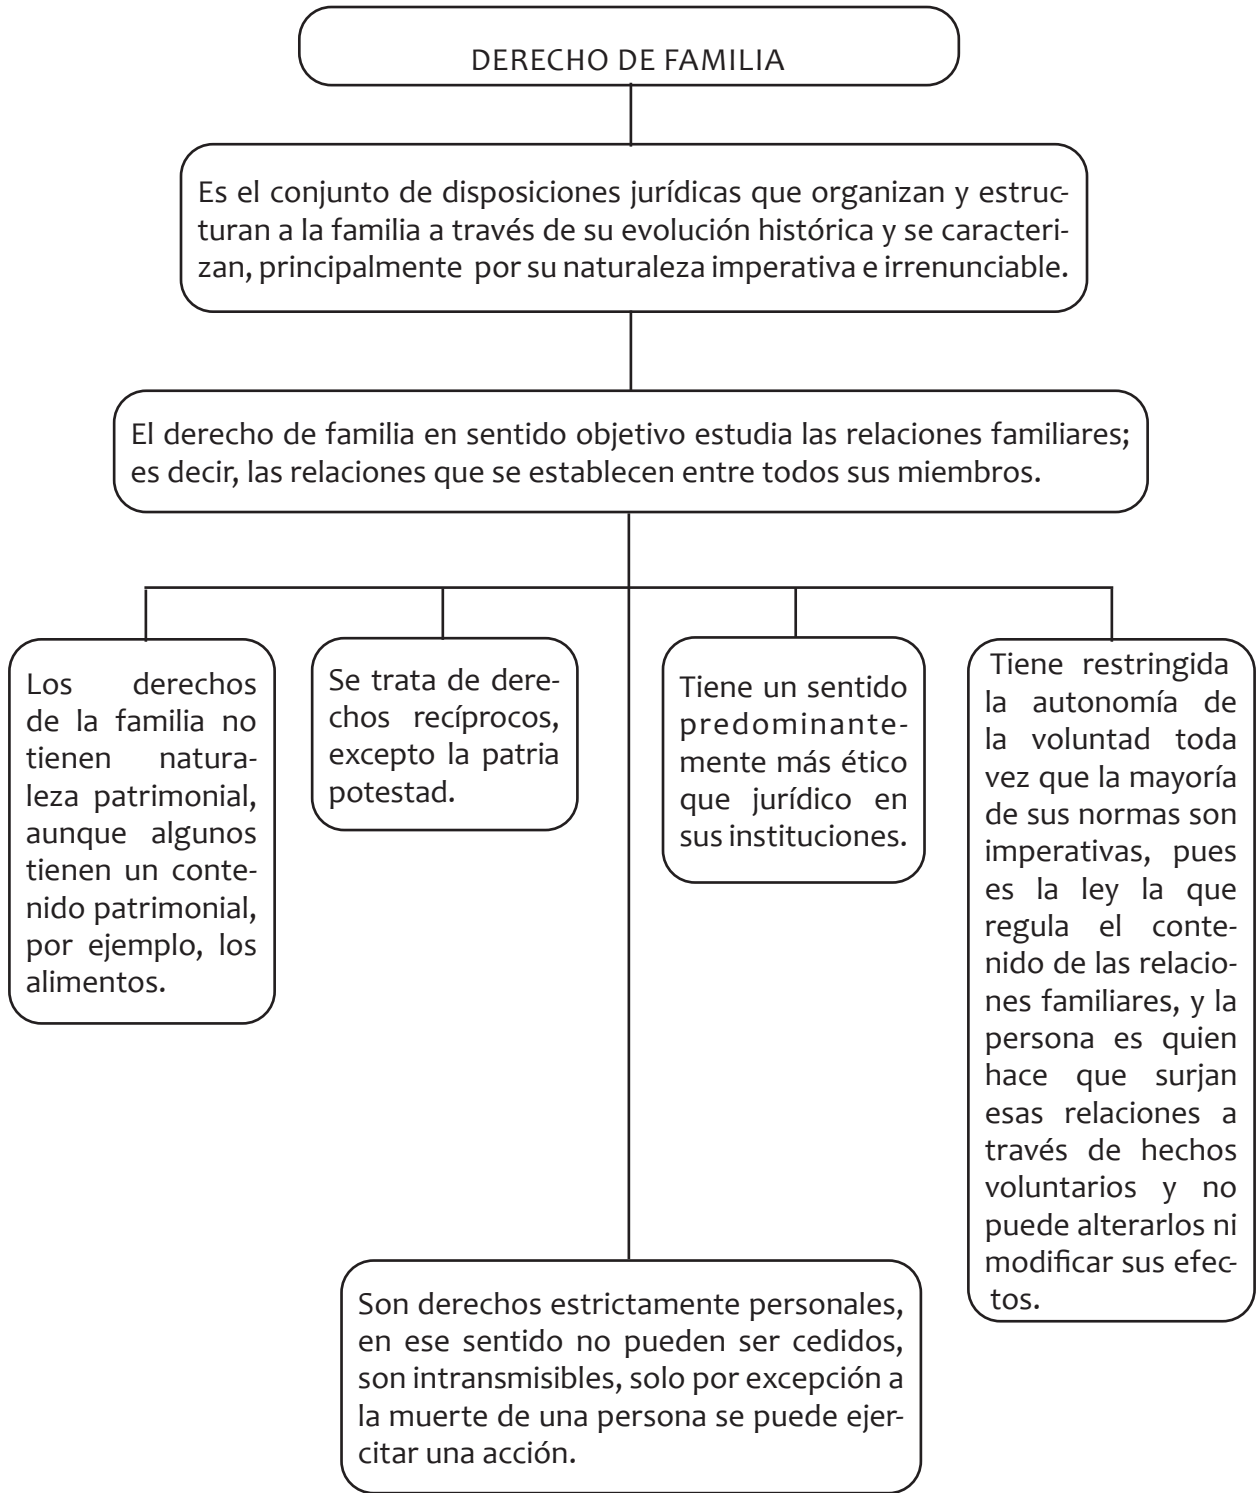 DERECHO DE FAMILIA
Es el conjunto de disposiciones jurídicas que organizan y estruc-
turan a la familia a través de su evolución histórica y se caracteri-
zan, principalmente por su naturaleza imperativa e irrenunciable.
El derecho de familia en sentido objetivo estudia las relaciones familiares;
es decir, las relaciones que se establecen entre todos sus miembros.
Los derechos
de la familia no
tienen natura-
leza patrimonial,
aunque algunos
tienen un conte-
nido patrimonial,
por ejemplo, los
alimentos.
Se trata de dere-
chos recíprocos,
excepto la patria
potestad.
Tiene un sentido
predominante-
mente más ético
que jurídico en
sus instituciones.
Tiene restringida
la autonomía de
la voluntad toda
vez que la mayoría
de sus normas son
imperativas, pues
es la ley la que
regula el conte-
nido de las relacio-
nes familiares, y la
persona es quien
hace que surjan
esas relaciones a
través de hechos
voluntarios y no
puede alterarlos ni
modificar sus efec-
tos.
Son derechos estrictamente personales,
en ese sentido no pueden ser cedidos,
son intransmisibles, solo por excepción a
la muerte de una persona se puede ejer-
citar una acción.